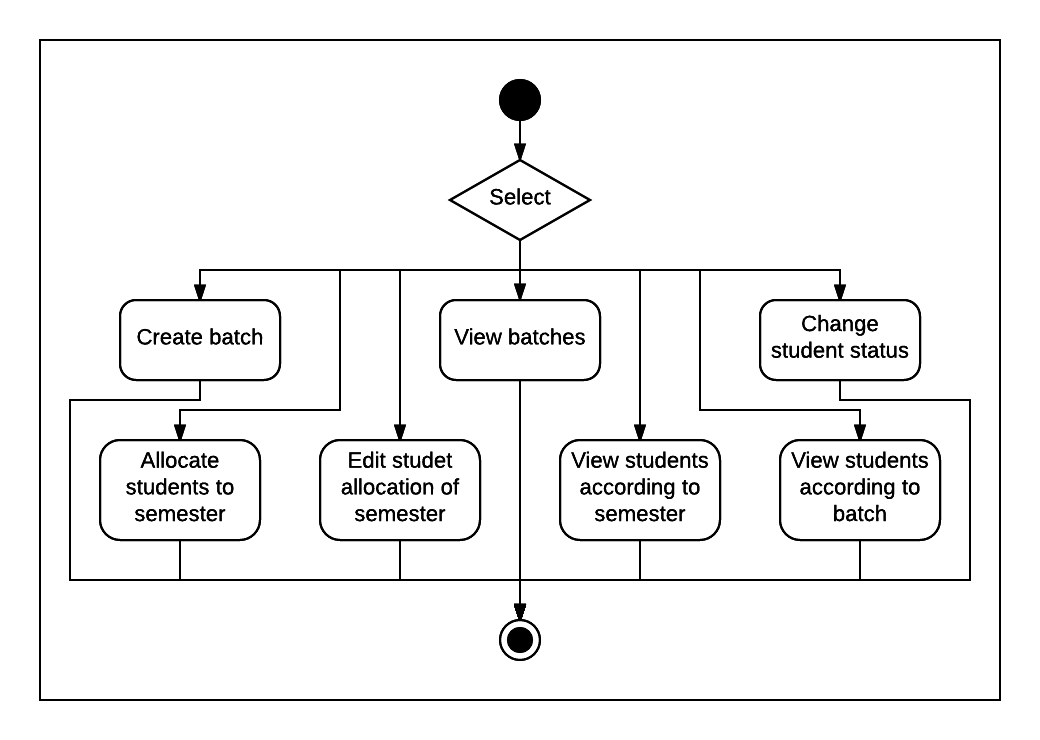 Select
Create batch
View batches
Change
student status
Allocate
students to
semester
Edit studet
allocation of
semester
View students
according to
semester
View students
according to
batch